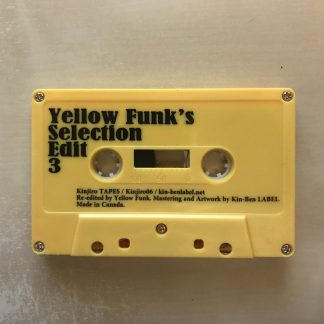 Yellow Funk's
Selection
Edit
3
Kinjiro TAPES / Kinjiro06 / kin-benlabel.net
Re-edited by Yellow Funk. Mastering and Artwork by Kin-Ben LABEL.
Made in Canada.